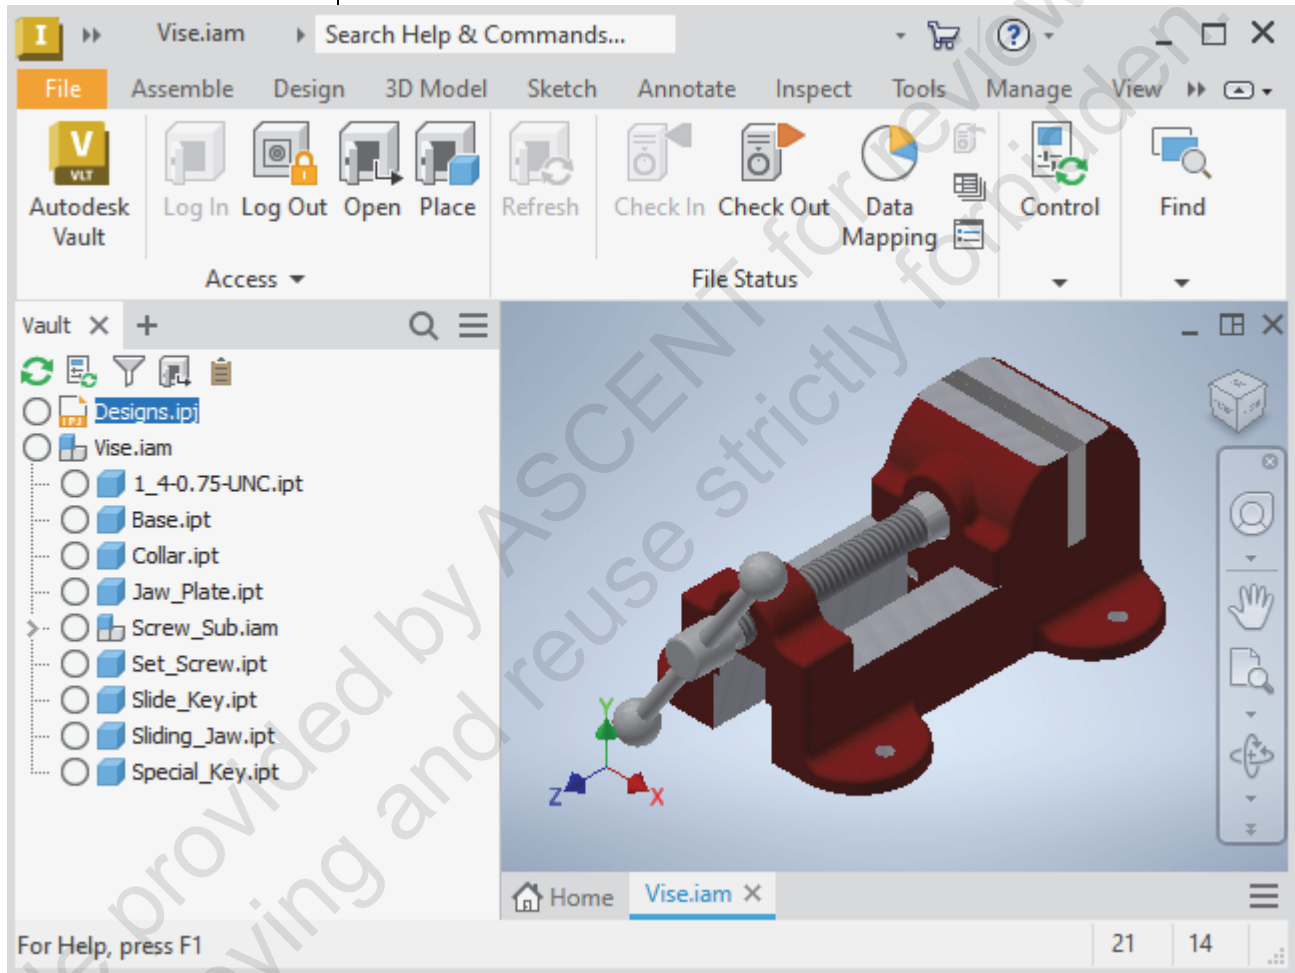 I Vise.iam Search Help & Commands...
File Assemble Design 3D Model Sketch Annotate Inspect Tools Manage View
V
VLT
Autodesk Vault Log In Log Out Open Place Refresh Check In Check Out Data Mapping Control Find
Access File Status
Vault
IPJ Designs.ipj
Vise.iam
1_4-0.75-UNC.ipt
Base.ipt
Collar.ipt
Jaw_Plate.ipt
Screw_Sub.iam
Set_Screw.ipt
Slide_Key.ipt
Sliding_Jaw.ipt
Special_Key.ipt
Y
Z X
Home Vise.iam
For Help, press F1 21 14
provided by ASCENT for review
and reuse strictly forbidden.